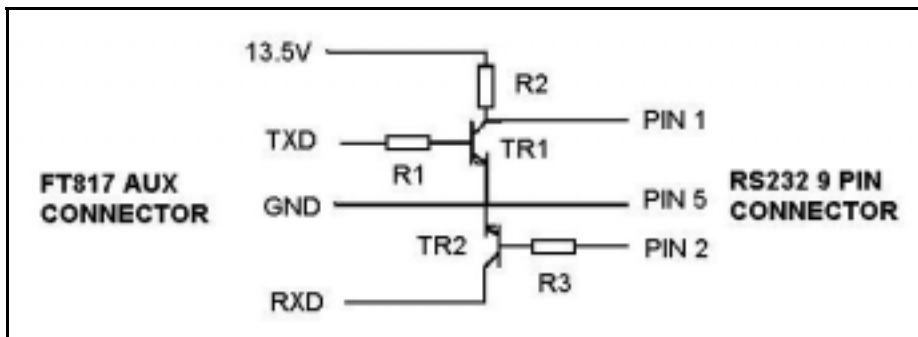 13.5V
R2
PIN 1
TXD
TR1
R1
FT817 AUX
CONNECTOR
RS232 9 PIN
CONNECTOR
GND
PIN 5
TR2
PIN 2
R3
RXD